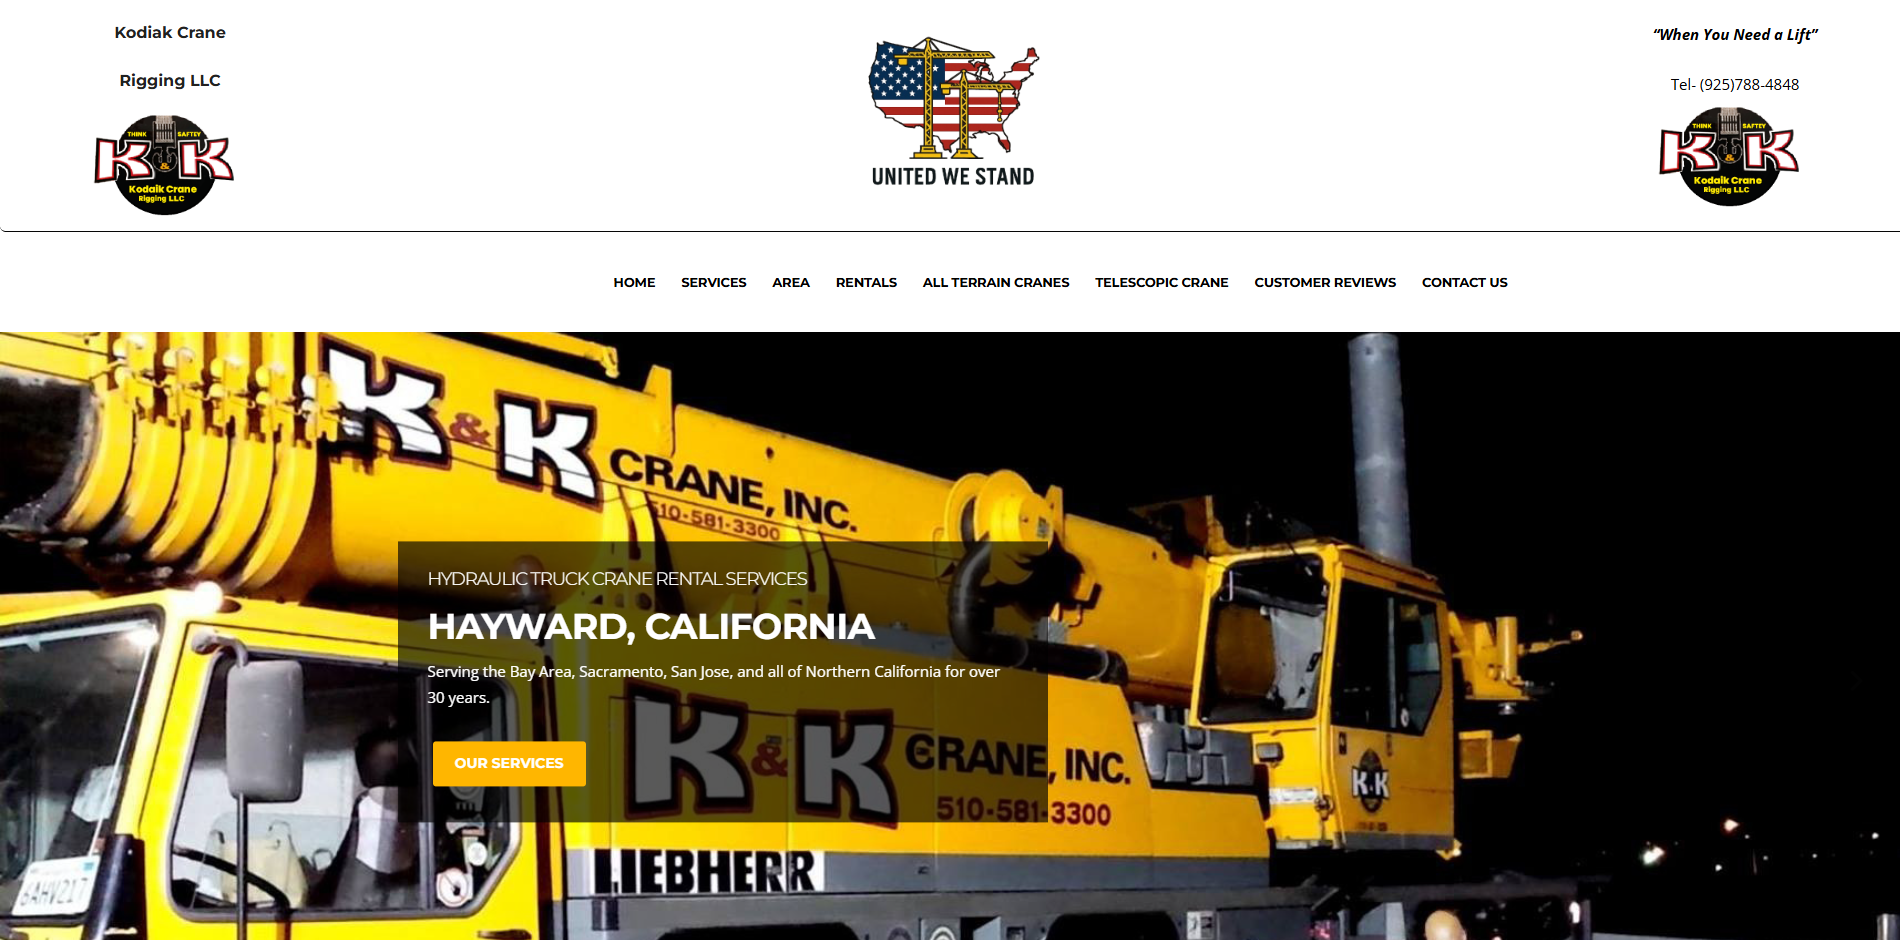 Kodiak Crane
Rigging LLC
THINK SAFTEY
K & K
Kodaik Crane
Rigging LLC
UNITED WE STAND
“When You Need a Lift”
Tel- (925)788-4848
THINK SAFTEY
K & K
Kodaik Crane
Rigging LLC
HOME SERVICES AREA RENTALS ALL TERRAIN CRANES TELESCOPIC CRANE CUSTOMER REVIEWS CONTACT US
K & K CRANE, INC.
510-581-3300
HYDRAULIC TRUCK CRANE RENTAL SERVICES
HAYWARD, CALIFORNIA
Serving the Bay Area, Sacramento, San Jose, and all of Northern California for over
30 years.
OUR SERVICES
K & K CRANE, INC.
510-581-3300
K & K
LIEBHERR
6AHV217